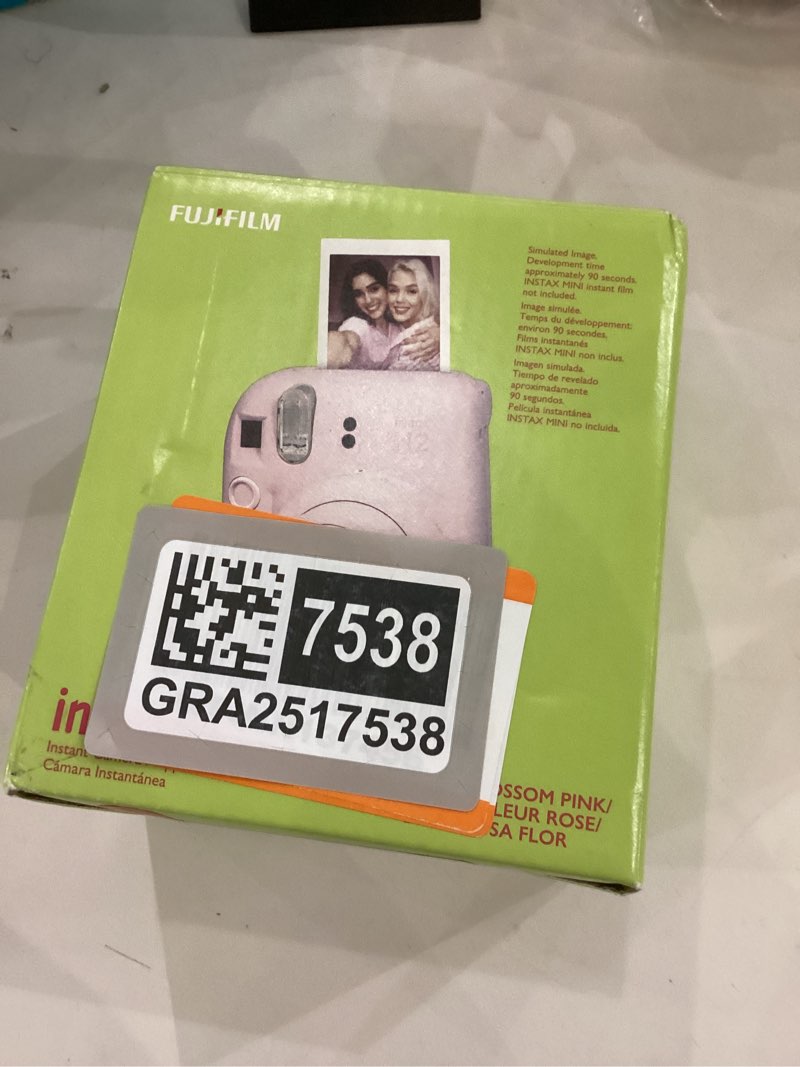 FUJIFILM
Simulated Image.
Development time
approximately 90 seconds.
INSTAX MINI instant film
not included.
Image simulée.
Temps du développement:
environ 90 secondes.
Films instantanés
INSTAX MINI non inclus.
Imagen simulada.
Tiempo de revelado
aproximadamente
90 segundos.
Película instantánea
INSTAX MINI no incluida.
7538
GRA2517538
in
Instant
Cámara Instantánea
OSSOM PINK/
LEUR ROSE/
SA FLOR